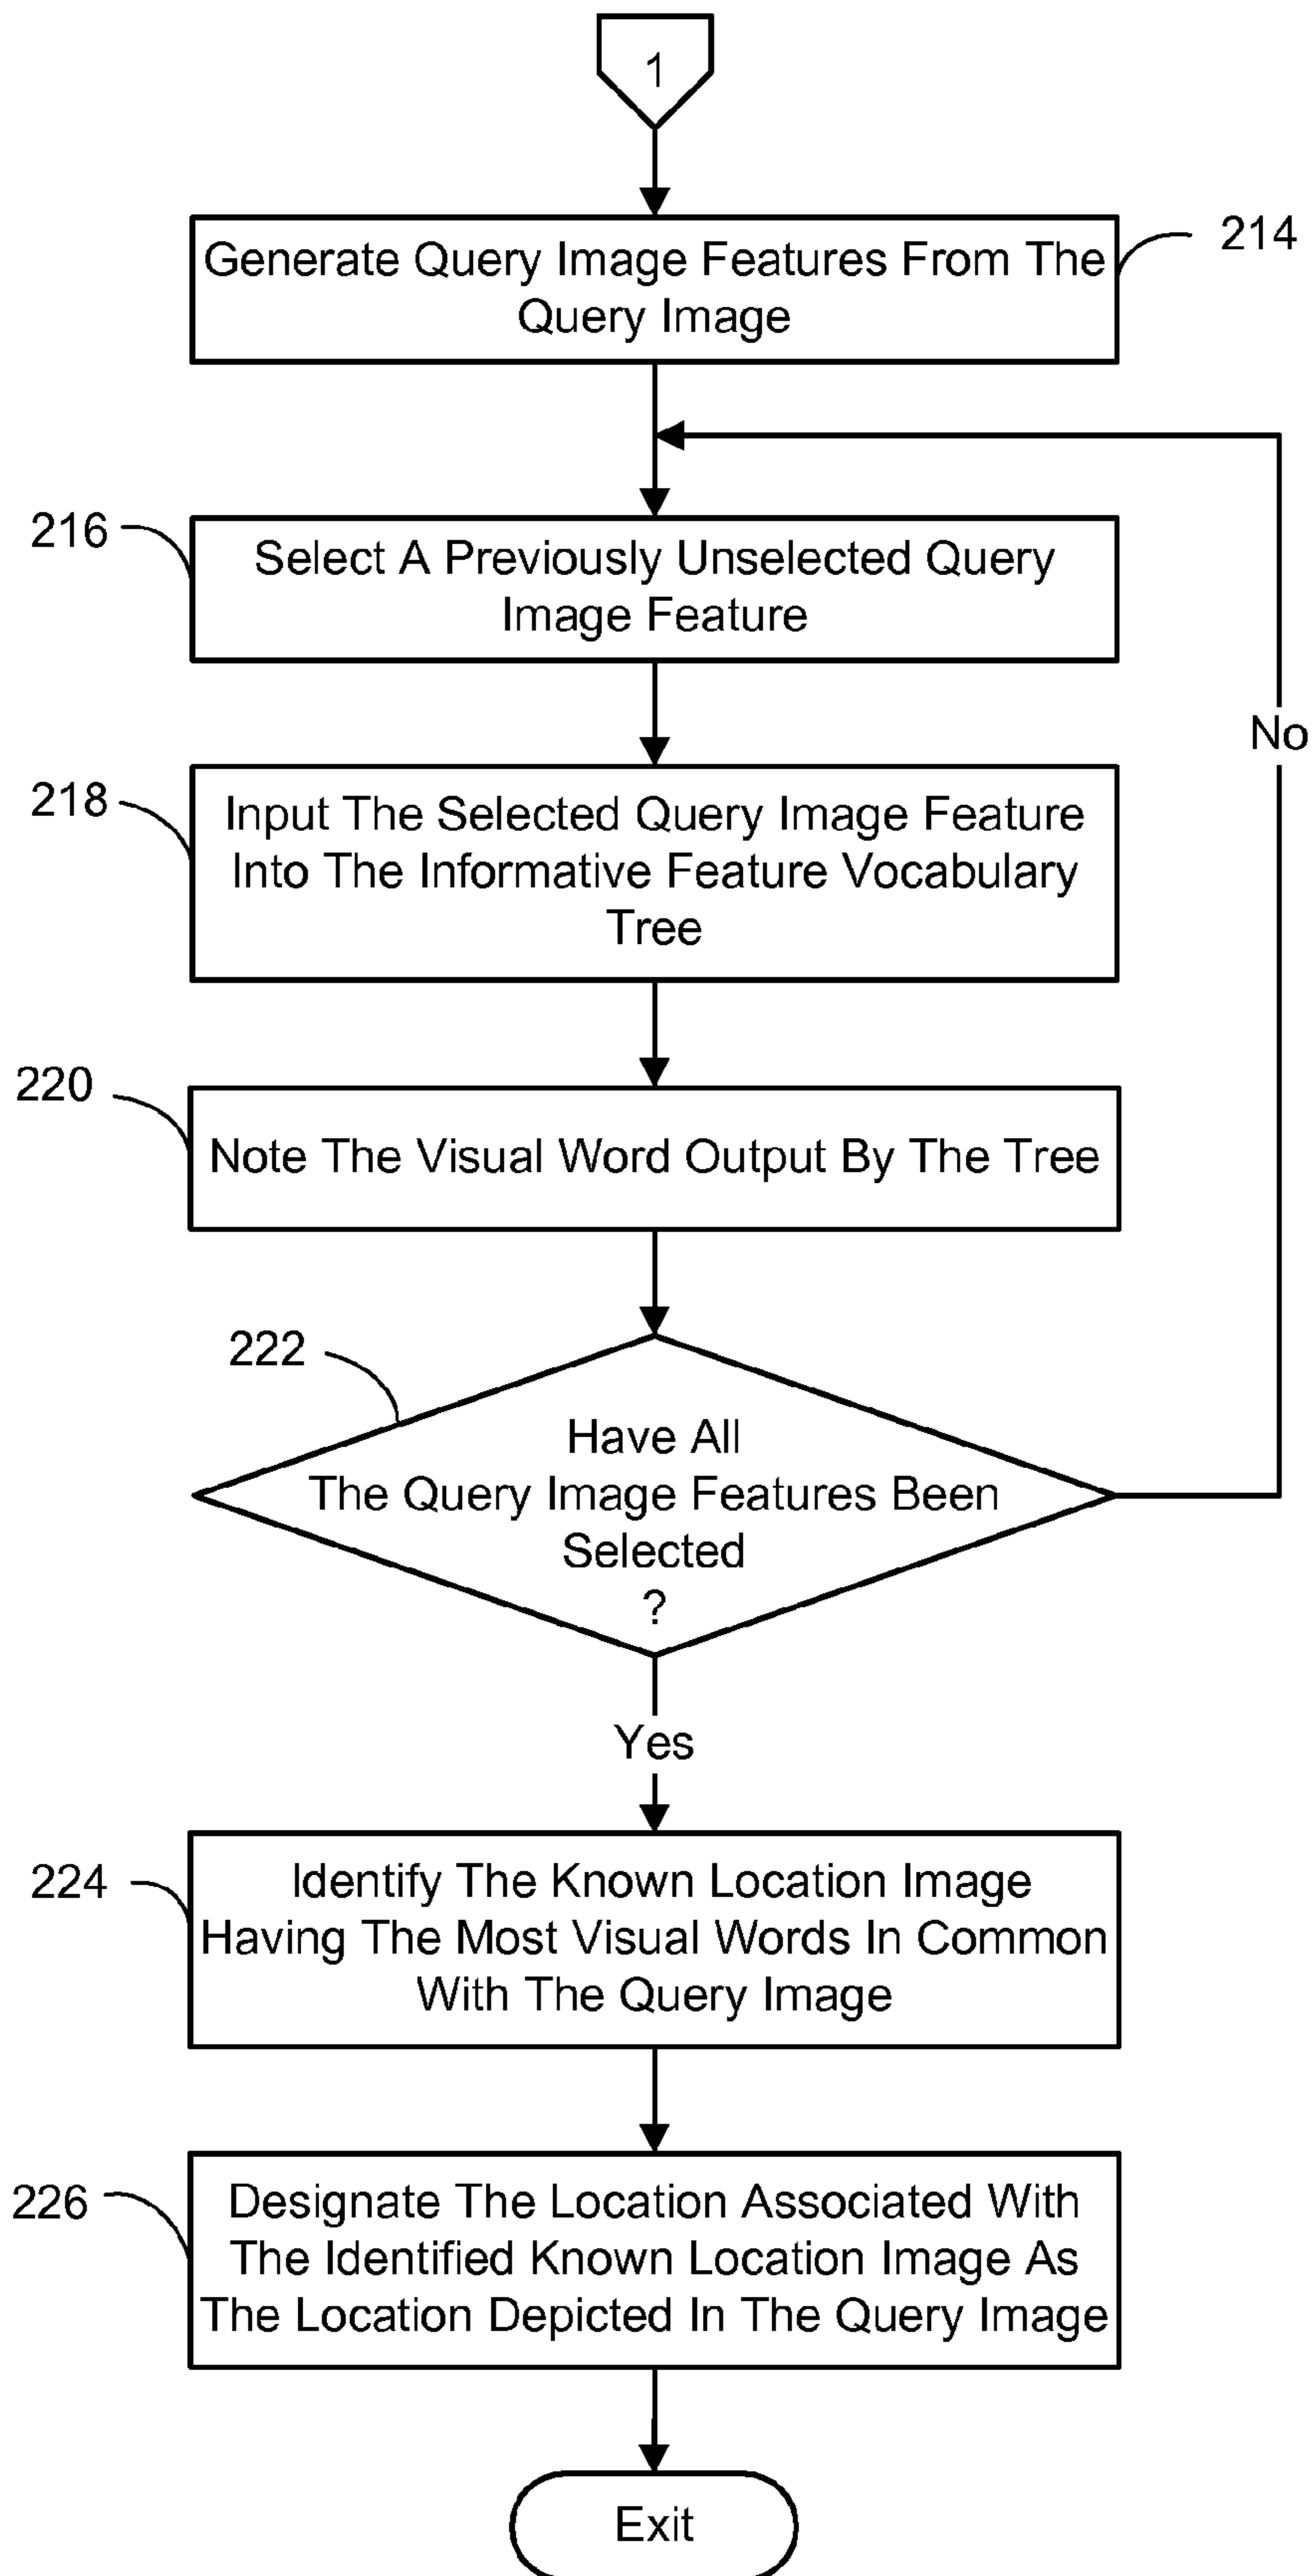 1
Generate Query Image Features From The
Query Image
214
216
Select A Previously Unselected Query
Image Feature
No
218
Input The Selected Query Image Feature
Into The Informative Feature Vocabulary
Tree
220
Note The Visual Word Output By The Tree
222
Have All
The Query Image Features Been
Selected
?
Yes
224
Identify The Known Location Image
Having The Most Visual Words In Common
With The Query Image
226
Designate The Location Associated With
The Identified Known Location Image As
The Location Depicted In The Query Image
Exit